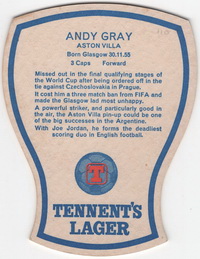 ANDY GRAY
ASTON VILLA
Born Glasgow 30.11.55
3 Caps Forward
Missed out in the final qualifying stages of
the World Cup after being ordered off in the
tie against Czechoslovakia in Prague.
It cost him a three match ban from FIFA and
made the Glasgow lad most unhappy.
A powerful striker, and particularly good in
the air, the Aston Villa pin-up could be one of
the big successes in the Argentine.
With Joe Jordan, he forms the deadliest
scoring duo in English football.
T
TENNENT'S
LAGER